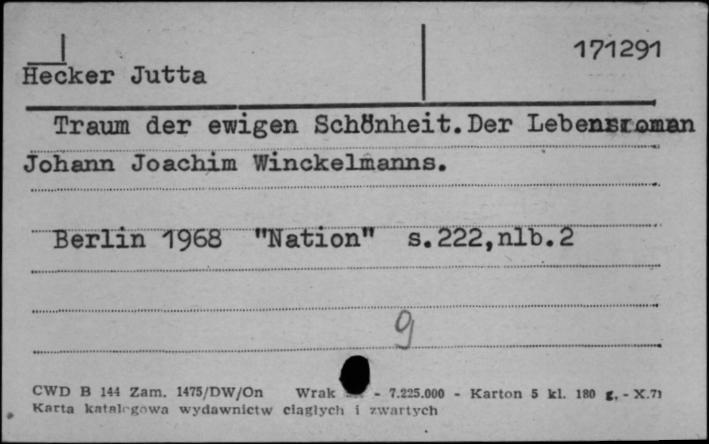 171291
Hecker Jutta
Traum der ewigen Schönheit.Der Lebensroman
Johann Joachim Winckelmanns.
Berlin 1968 "Nation" s.222,nlb.2
9
CWD B 144 Zam. 1475/DW/On Wrak - 7.225.000 - Karton 5 kl. 180 g. - X.71
Karta katalogowa wydawnictw ciągłych i zwartych